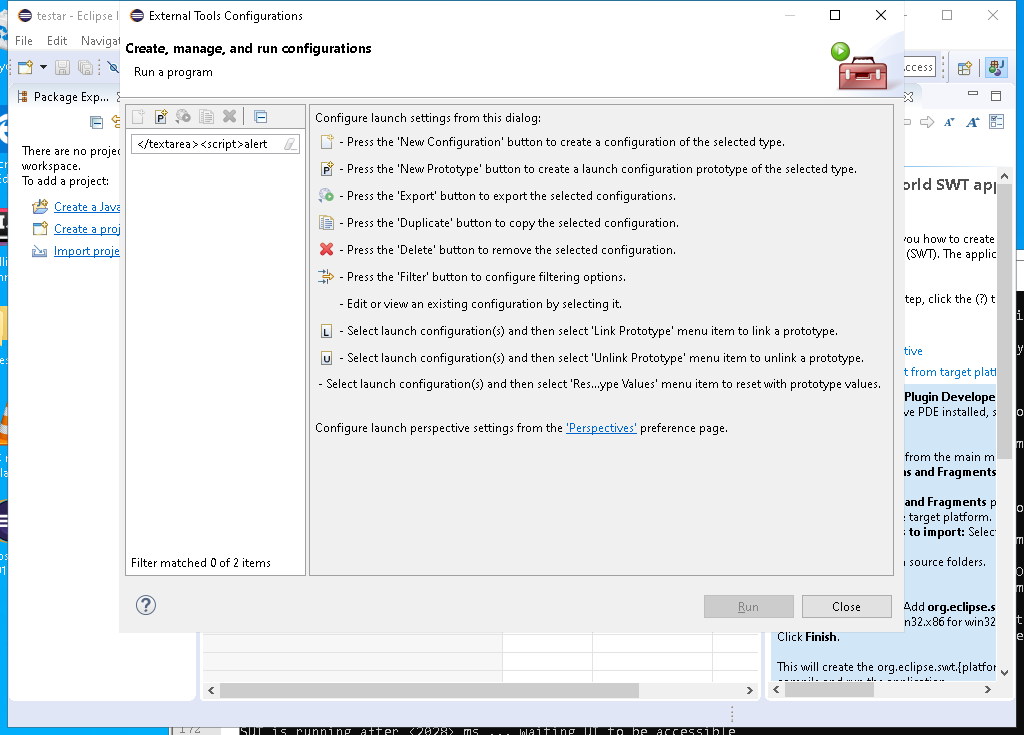 testar - Eclipse
External Tools Configurations
File Edit Navigat
Create, manage, and run configurations
Run a program
ccess
Package Exp...
</textarea><script>alert
Configure launch settings from this dialog:
- Press the 'New Configuration' button to create a configuration of the selected type.
- Press the 'New Prototype' button to create a launch configuration prototype of the selected type.
- Press the 'Export' button to export the selected configurations.
- Press the 'Duplicate' button to copy the selected configuration.
- Press the 'Delete' button to remove the selected configuration.
- Press the 'Filter' button to configure filtering options.
- Edit or view an existing configuration by selecting it.
L - Select launch configuration(s) and then select 'Link Prototype' menu item to link a prototype.
U - Select launch configuration(s) and then select 'Unlink Prototype' menu item to unlink a prototype.
- Select launch configuration(s) and then select 'Res...ype Values' menu item to reset with prototype values.
Configure launch perspective settings from the 'Perspectives' preference page.
Filter matched 0 of 2 items
Run
Close
There are no projec
workspace.
To add a project:
Create a Java
Create a proj
Import proje
orld SWT app
you how to create
(SWT). The applic
tep, click the (?) t
tive
t from target platf
Plugin Develope
ve PDE installed, s
from the main m
ns and Fragments
and Fragments p
e target platform.
s to import: Select
n source folders.
Add org.eclipse.s
n32.x86 for win32
Click Finish.
This will create the org.eclipse.swt.{platfor
compile and run the application
172
SUT is running after <2028> ms ... waiting UI to be accessible